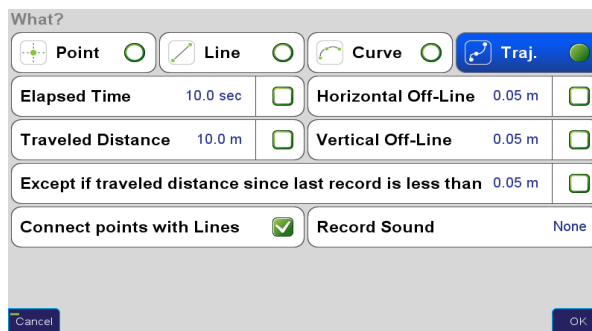 What?
Point Line Curve Traj.
Elapsed Time 10.0 sec Horizontal Off-Line 0.05 m
Traveled Distance 10.0 m Vertical Off-Line 0.05 m
Except if traveled distance since last record is less than 0.05 m
Connect points with Lines Record Sound None
Cancel OK